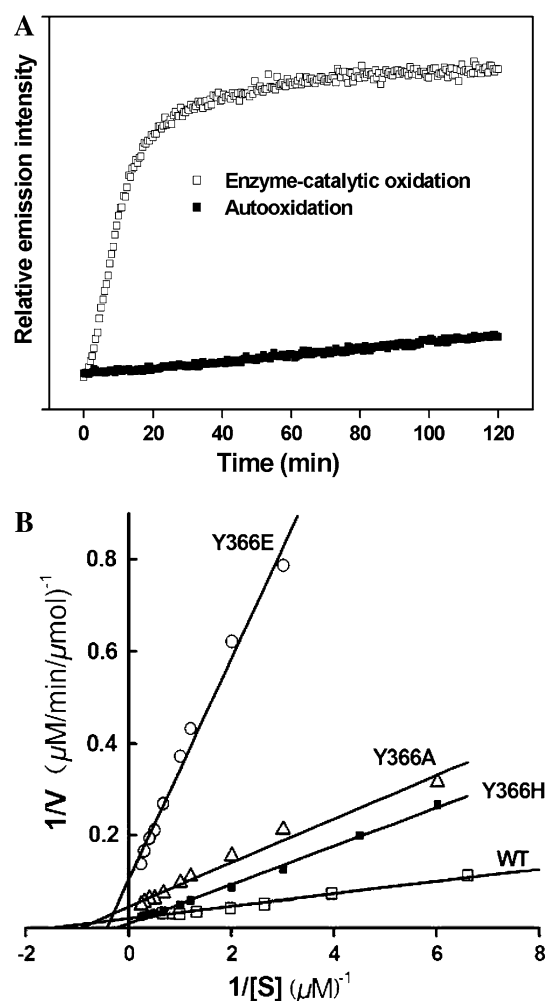 A
Relative emission intensity
Enzyme-catalytic oxidation
Autooxidation
0 20 40 60 80 100 120
Time (min)
B
1/V (µM/min/µmol)⁻¹
0.8
0.6
0.4
0.2
Y366E
Y366A
Y366H
WT
-2 0 2 4 6 8
1/[S] (µM)⁻¹